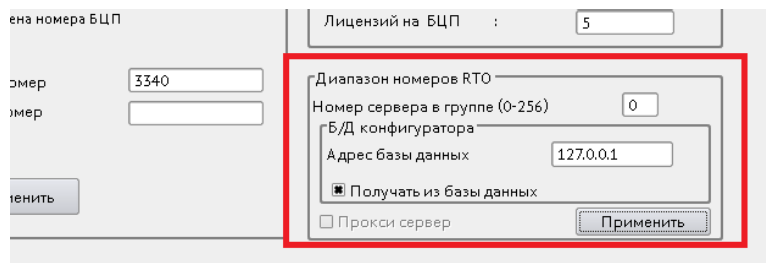 ена номера БЦП
Лицензий на БЦП : 5
омер 3340
омер
Диапазон номеров RTO
Номер сервера в группе (0-256) 0
Б/Д конфигуратора
Адрес базы данных 127.0.0.1
Получать из базы данных
енить
Прокси сервер Применить